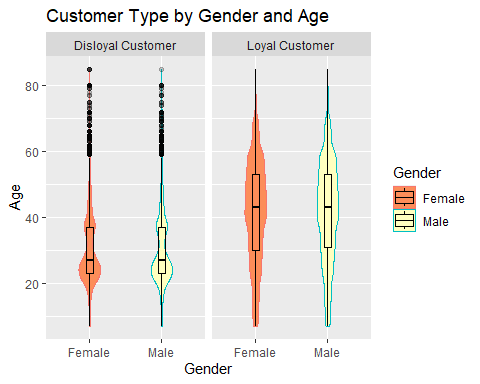 Customer Type by Gender and Age
Disloyal Customer
Loyal Customer
Age
80
60
40
20
Female
Male
Female
Male
Gender
Gender
Female
Male